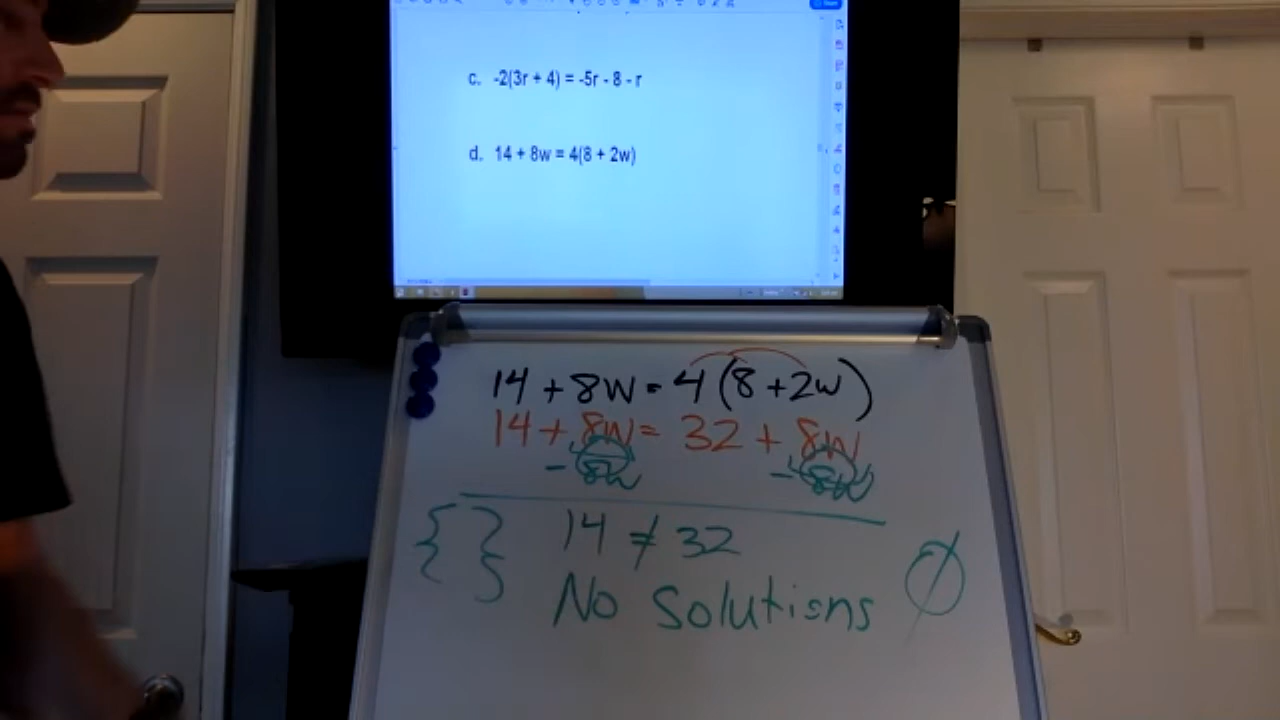 c. -2(3r + 4) = -5r - 8 - r
d. 14 + 8w = 4(8 + 2w)
14 + 8w = 4(8 + 2w)
14 + 8w = 32 + 8w
- 8w - 8w
{ } 14 ≠ 32
No Solutions ∅